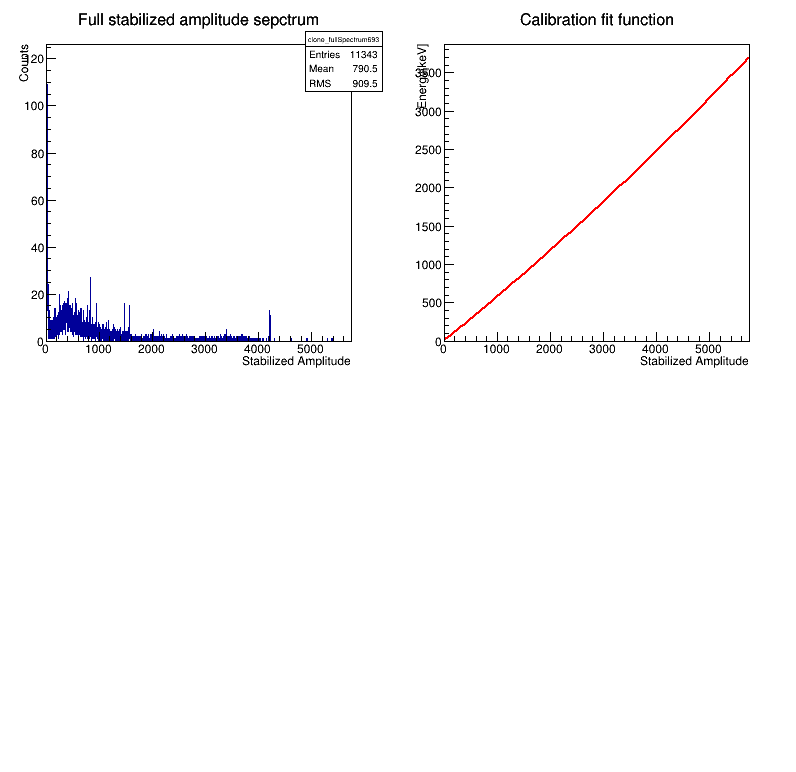 Full stabilized amplitude sepctrum
clone_fullSpectrum693
Entries 11343
Mean 790.5
RMS 909.5
Counts
120
100
80
60
40
20
0
0 1000 2000 3000 4000 5000
Stabilized Amplitude
Calibration fit function
Energy[keV]
3500
3000
2500
2000
1500
1000
500
0
0 1000 2000 3000 4000 5000
Stabilized Amplitude